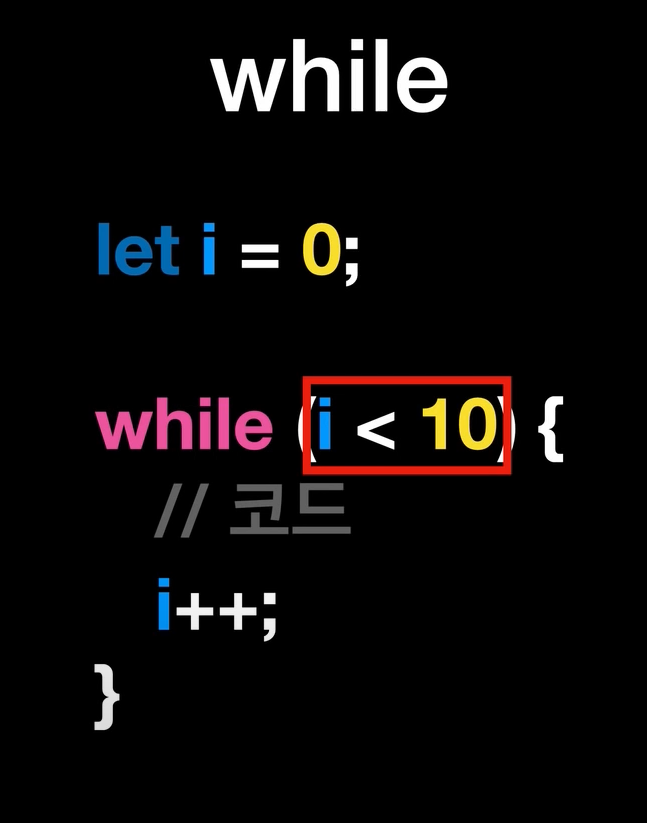 while
let i = 0;
while (i < 10) {
// 코드
i++;
}